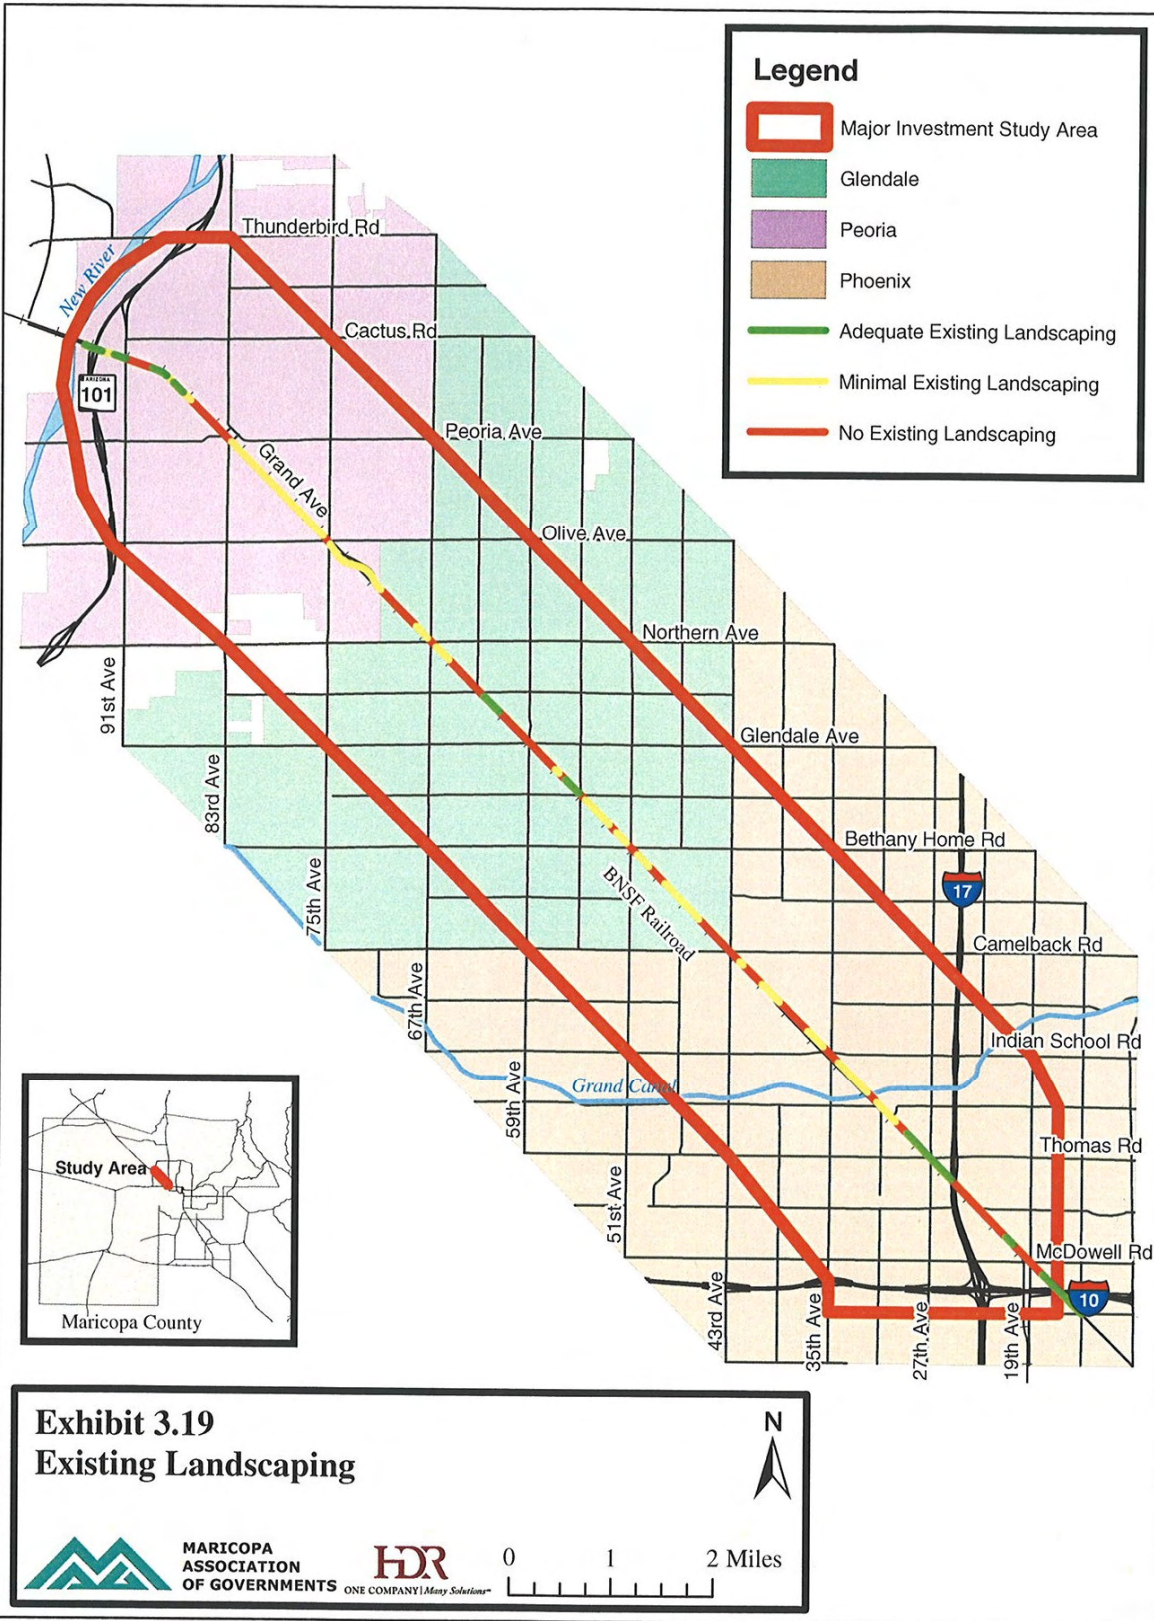 Legend
Major Investment Study Area
Glendale
Peoria
Phoenix
Adequate Existing Landscaping
Minimal Existing Landscaping
No Existing Landscaping
Thunderbird Rd
New River
Cactus Rd
ARIZONA
101
Peoria Ave
Grand Ave
Olive Ave
Northern Ave
91st Ave
Glendale Ave
83rd Ave
Bethany Home Rd
17
75th Ave
BNSF Railroad
Camelback Rd
67th Ave
Indian School Rd
Grand Canal
59th Ave
Thomas Rd
Study Area
51st Ave
McDowell Rd
10
43rd Ave
35th Ave
27th Ave
19th Ave
Maricopa County
Exhibit 3.19
Existing Landscaping
N
MARICOPA
ASSOCIATION
OF GOVERNMENTS
HDR
ONE COMPANY | Many Solutions
0 1 2 Miles